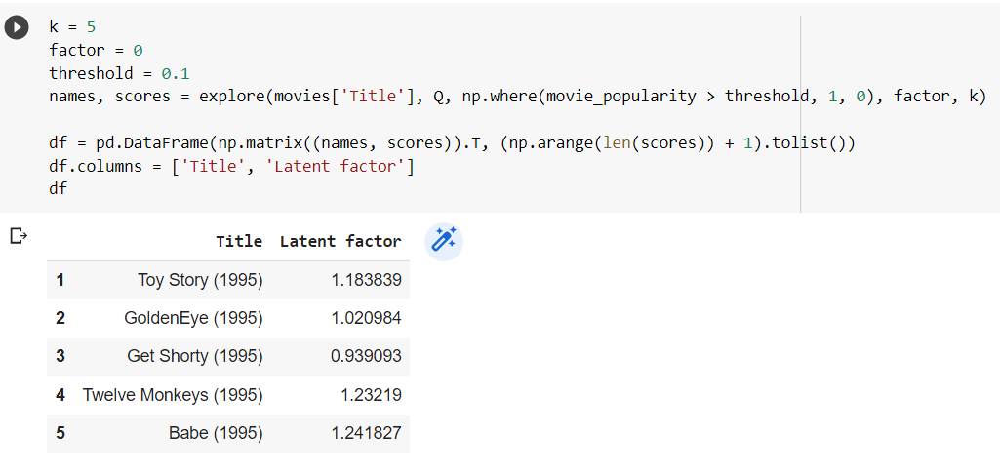 k = 5
factor = 0
threshold = 0.1
names, scores = explore(movies['Title'], Q, np.where(movie_popularity > threshold, 1, 0), factor, k)
df = pd.DataFrame(np.matrix((names, scores)).T, (np.arange(len(scores)) + 1).tolist())
df.columns = ['Title', 'Latent factor']
df
Title Latent factor
1 Toy Story (1995) 1.183839
2 GoldenEye (1995) 1.020984
3 Get Shorty (1995) 0.939093
4 Twelve Monkeys (1995) 1.23219
5 Babe (1995) 1.241827